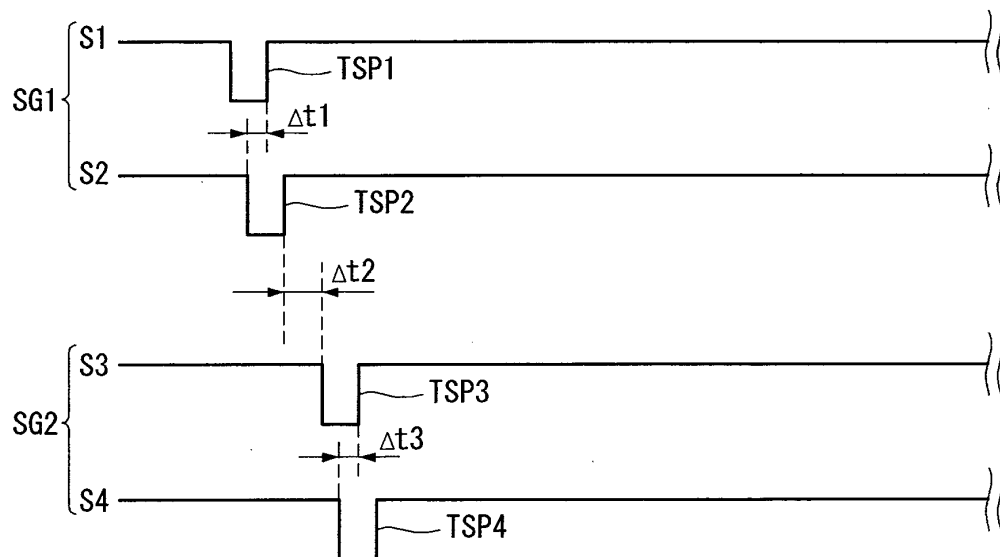 S1
TSP1
SG1
Δt1
S2
TSP2
Δt2
S3
TSP3
SG2
Δt3
S4
TSP4